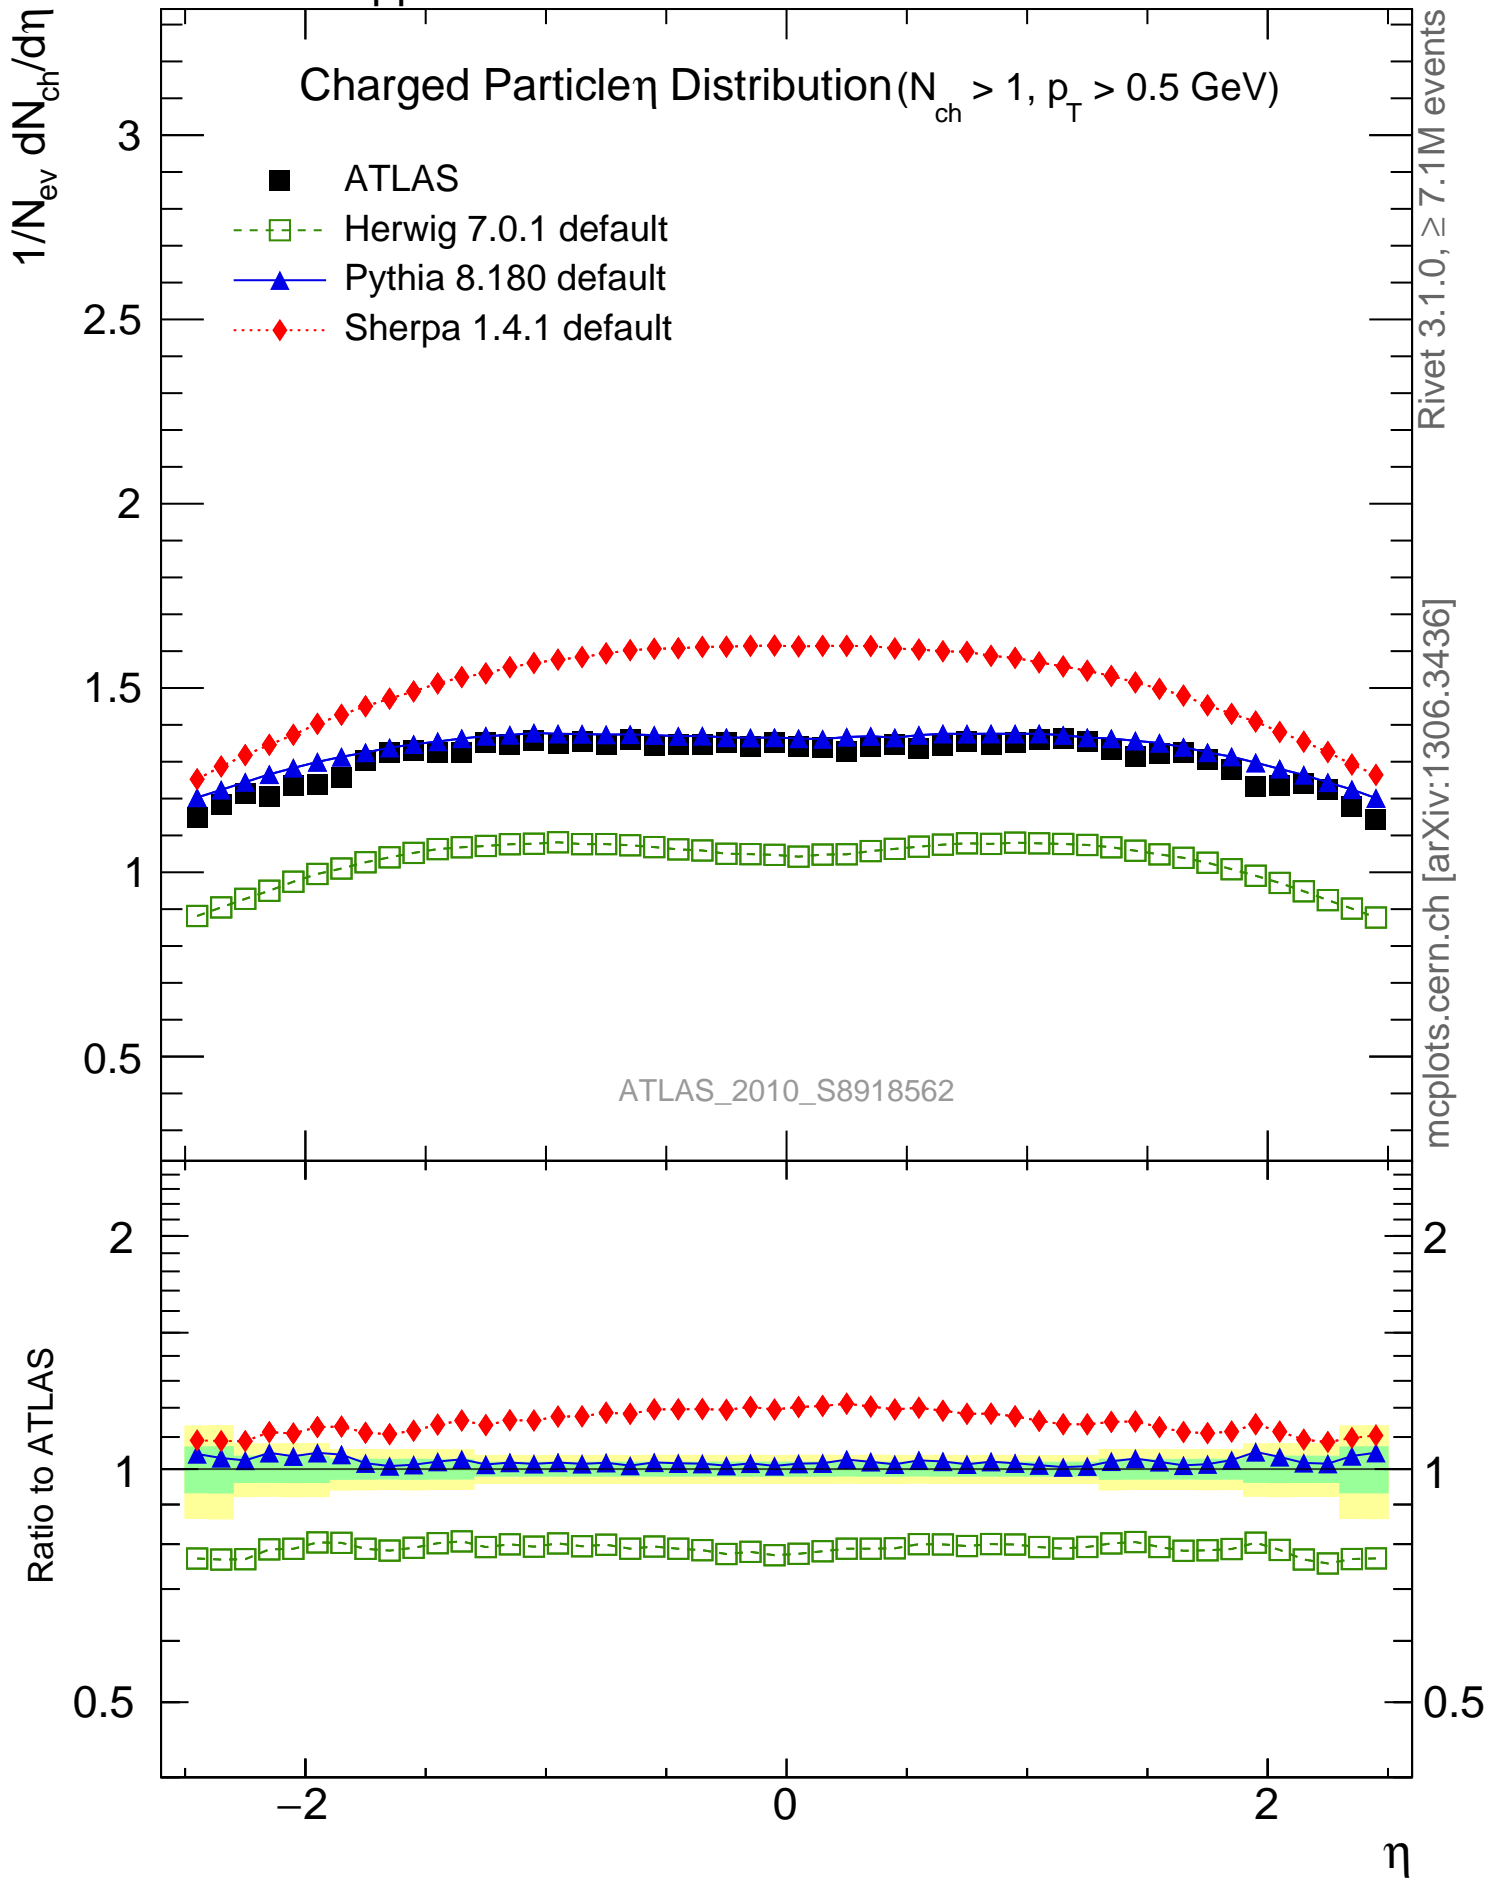 pp
Charged Particleη Distribution (N_ch > 1, p_T > 0.5 GeV)
1/N_ev dN_ch/dη
ATLAS
Herwig 7.0.1 default
Pythia 8.180 default
Sherpa 1.4.1 default
3
2.5
2
1.5
1
0.5
ATLAS_2010_S8918562
Rivet 3.1.0, ≥ 7.1M events
mcplots.cern.ch [arXiv:1306.3436]
Ratio to ATLAS
2
1
0.5
2
1
0.5
−2
0
2
η